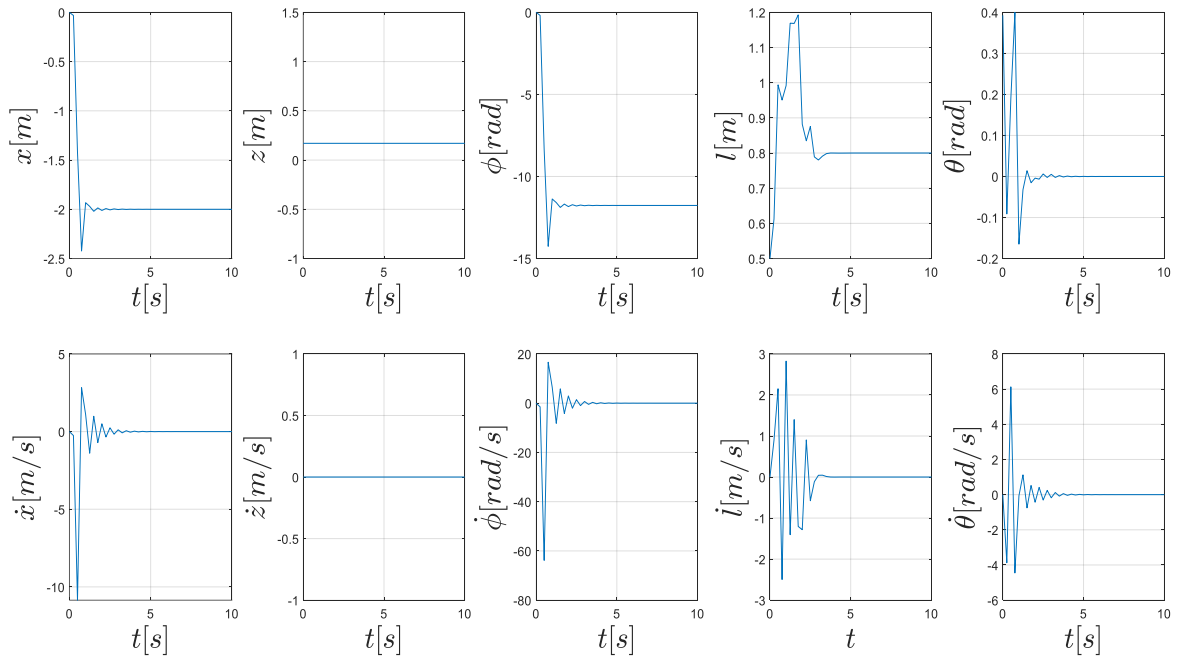 0
-0.5
-1
-1.5
-2
-2.5
x[m]
0 5 10
t[s]
1.5
1
0.5
0
-0.5
-1
z[m]
0 5 10
t[s]
0
-5
-10
-15
ϕ[rad]
0 5 10
t[s]
1.2
1.1
1
0.9
0.8
0.7
0.6
0.5
l[m]
0 5 10
t[s]
0.4
0.3
0.2
0.1
0
-0.1
-0.2
θ[rad]
0 5 10
t[s]
5
0
-5
-10
ẋ[m/s]
0 5 10
t[s]
1
0.5
0
-0.5
-1
ż[m/s]
0 5 10
t[s]
20
0
-20
-40
-60
-80
ϕ̇[rad/s]
0 5 10
t[s]
3
2
1
0
-1
-2
-3
l̇[m/s]
0 5 10
t
8
6
4
2
0
-2
-4
-6
θ̇[rad/s]
0 5 10
t[s]